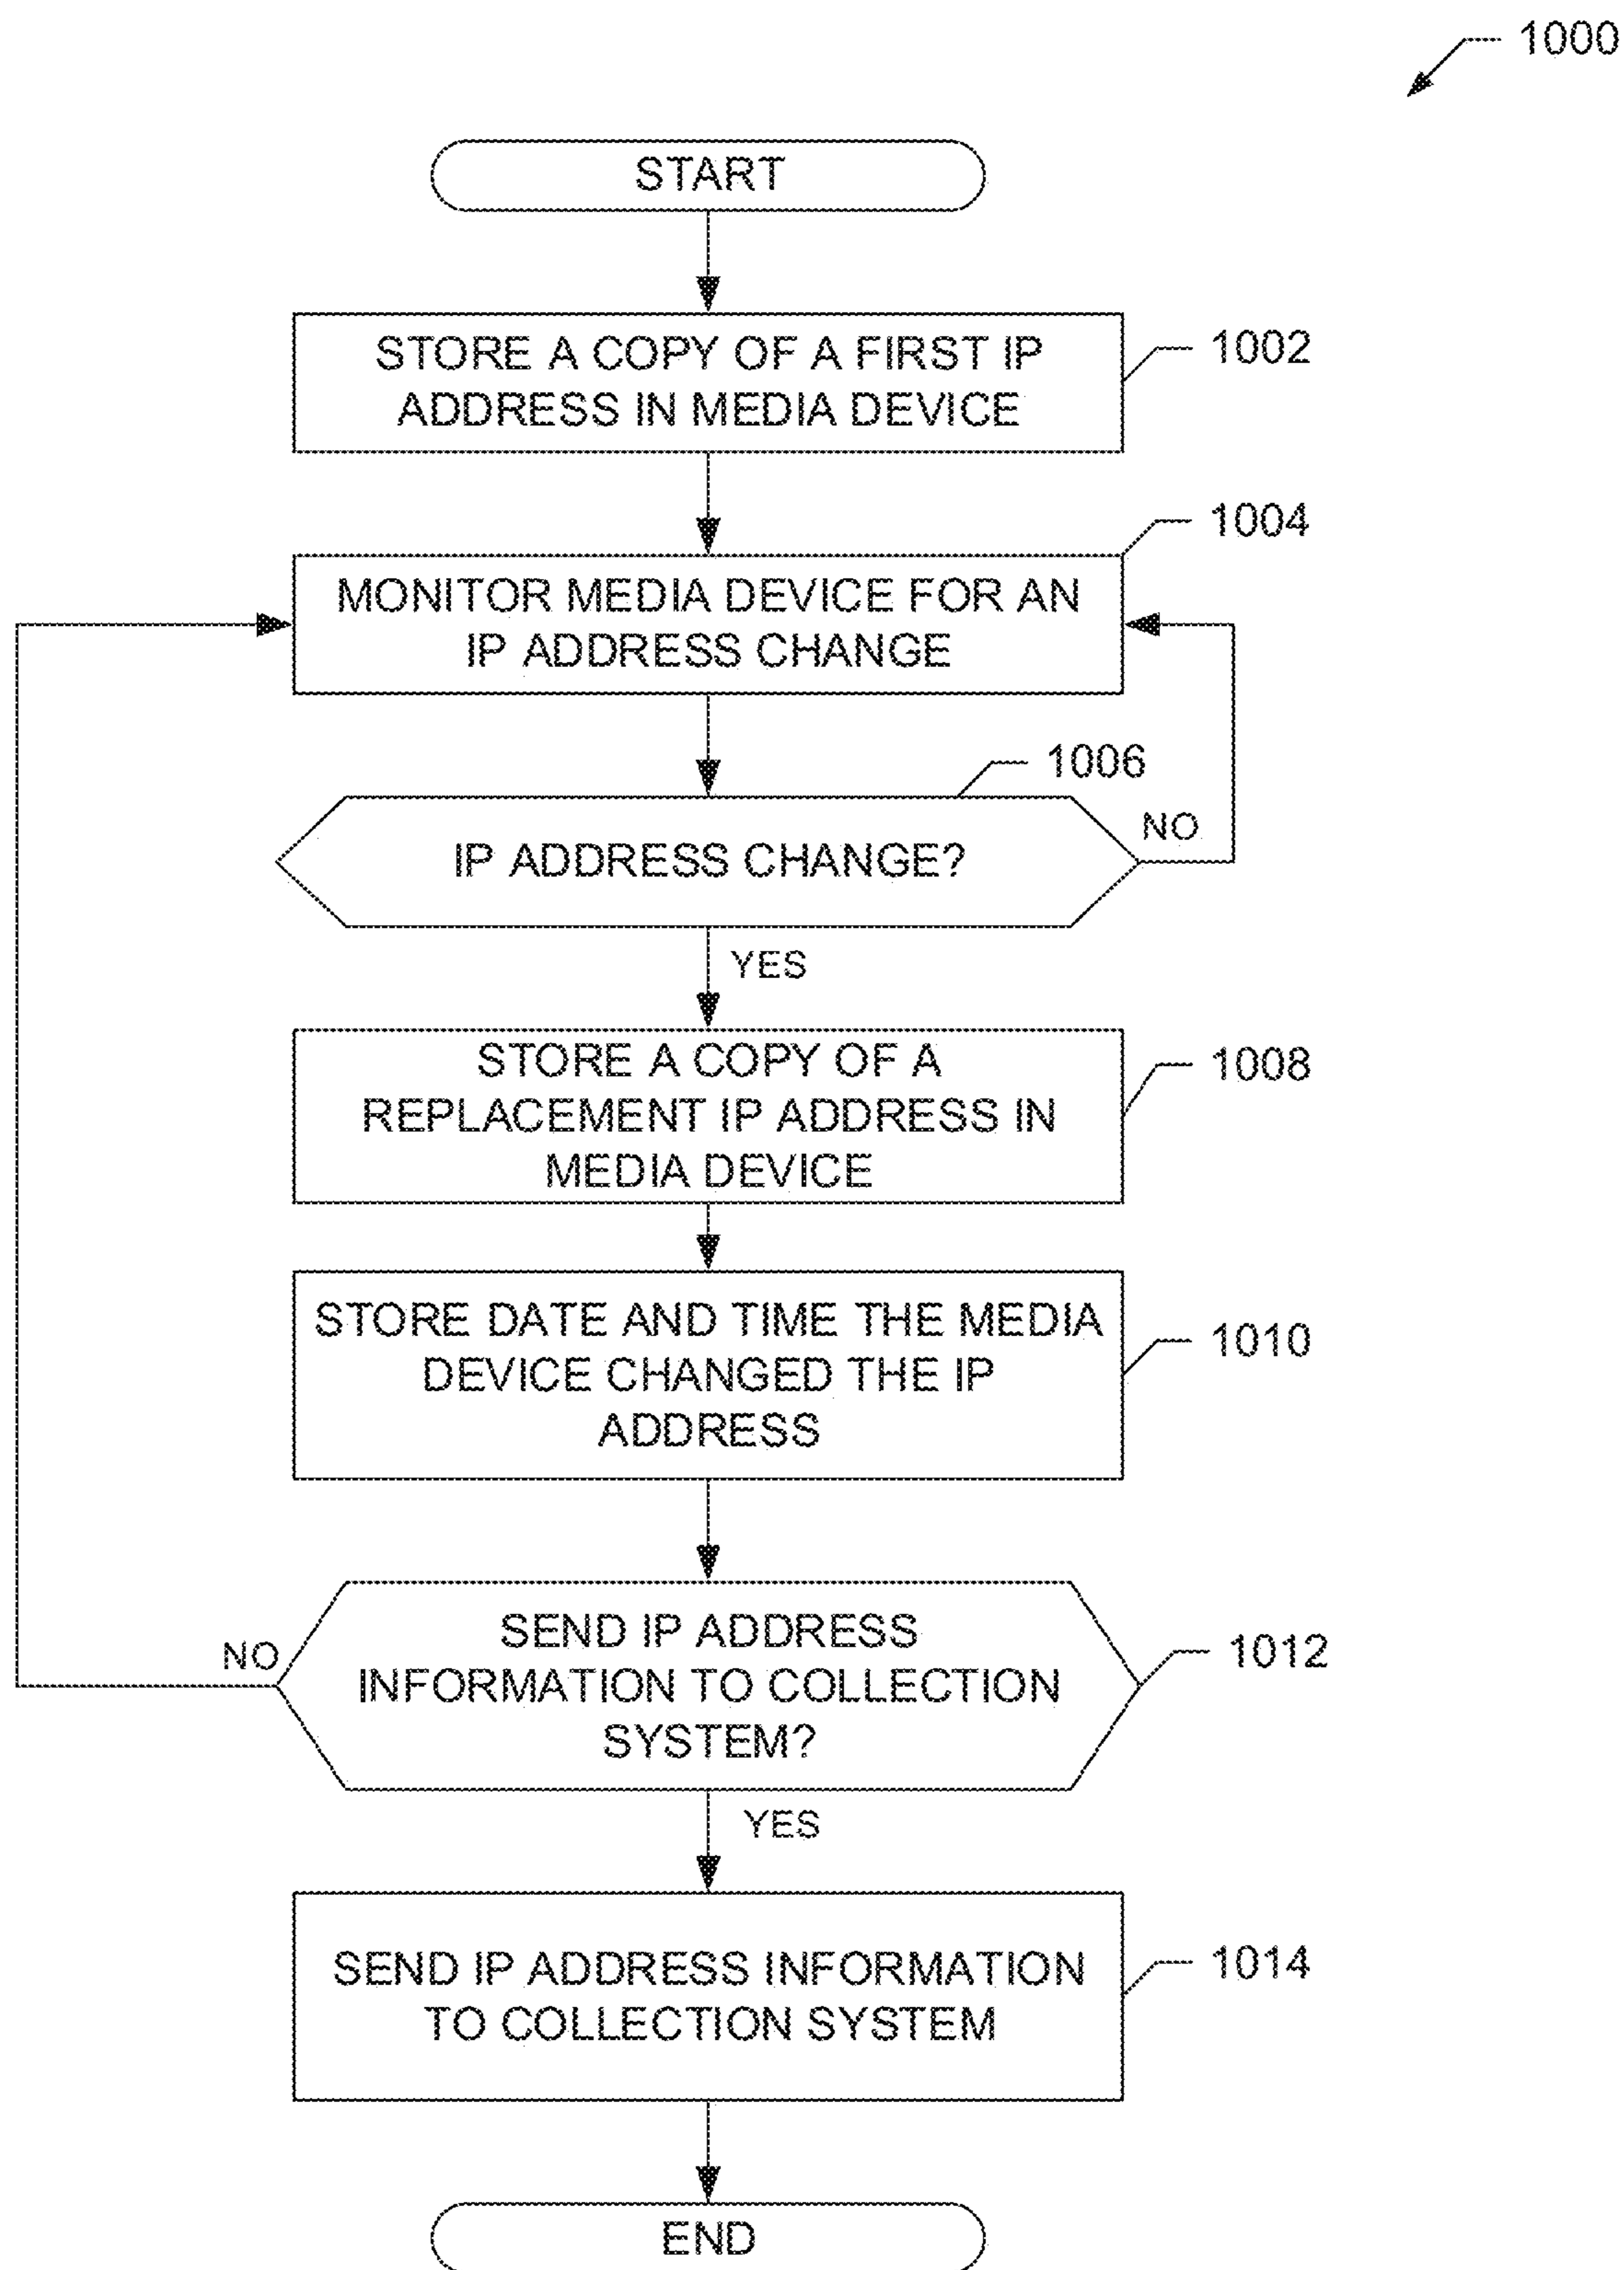 1000
START
STORE A COPY OF A FIRST IP
ADDRESS IN MEDIA DEVICE
1002
1004
MONITOR MEDIA DEVICE FOR AN
IP ADDRESS CHANGE
1006
IP ADDRESS CHANGE?
NO
YES
STORE A COPY OF A
REPLACEMENT IP ADDRESS IN
MEDIA DEVICE
1008
STORE DATE AND TIME THE MEDIA
DEVICE CHANGED THE IP
ADDRESS
1010
SEND IP ADDRESS
INFORMATION TO COLLECTION
SYSTEM?
1012
NO
YES
SEND IP ADDRESS INFORMATION
TO COLLECTION SYSTEM
1014
END